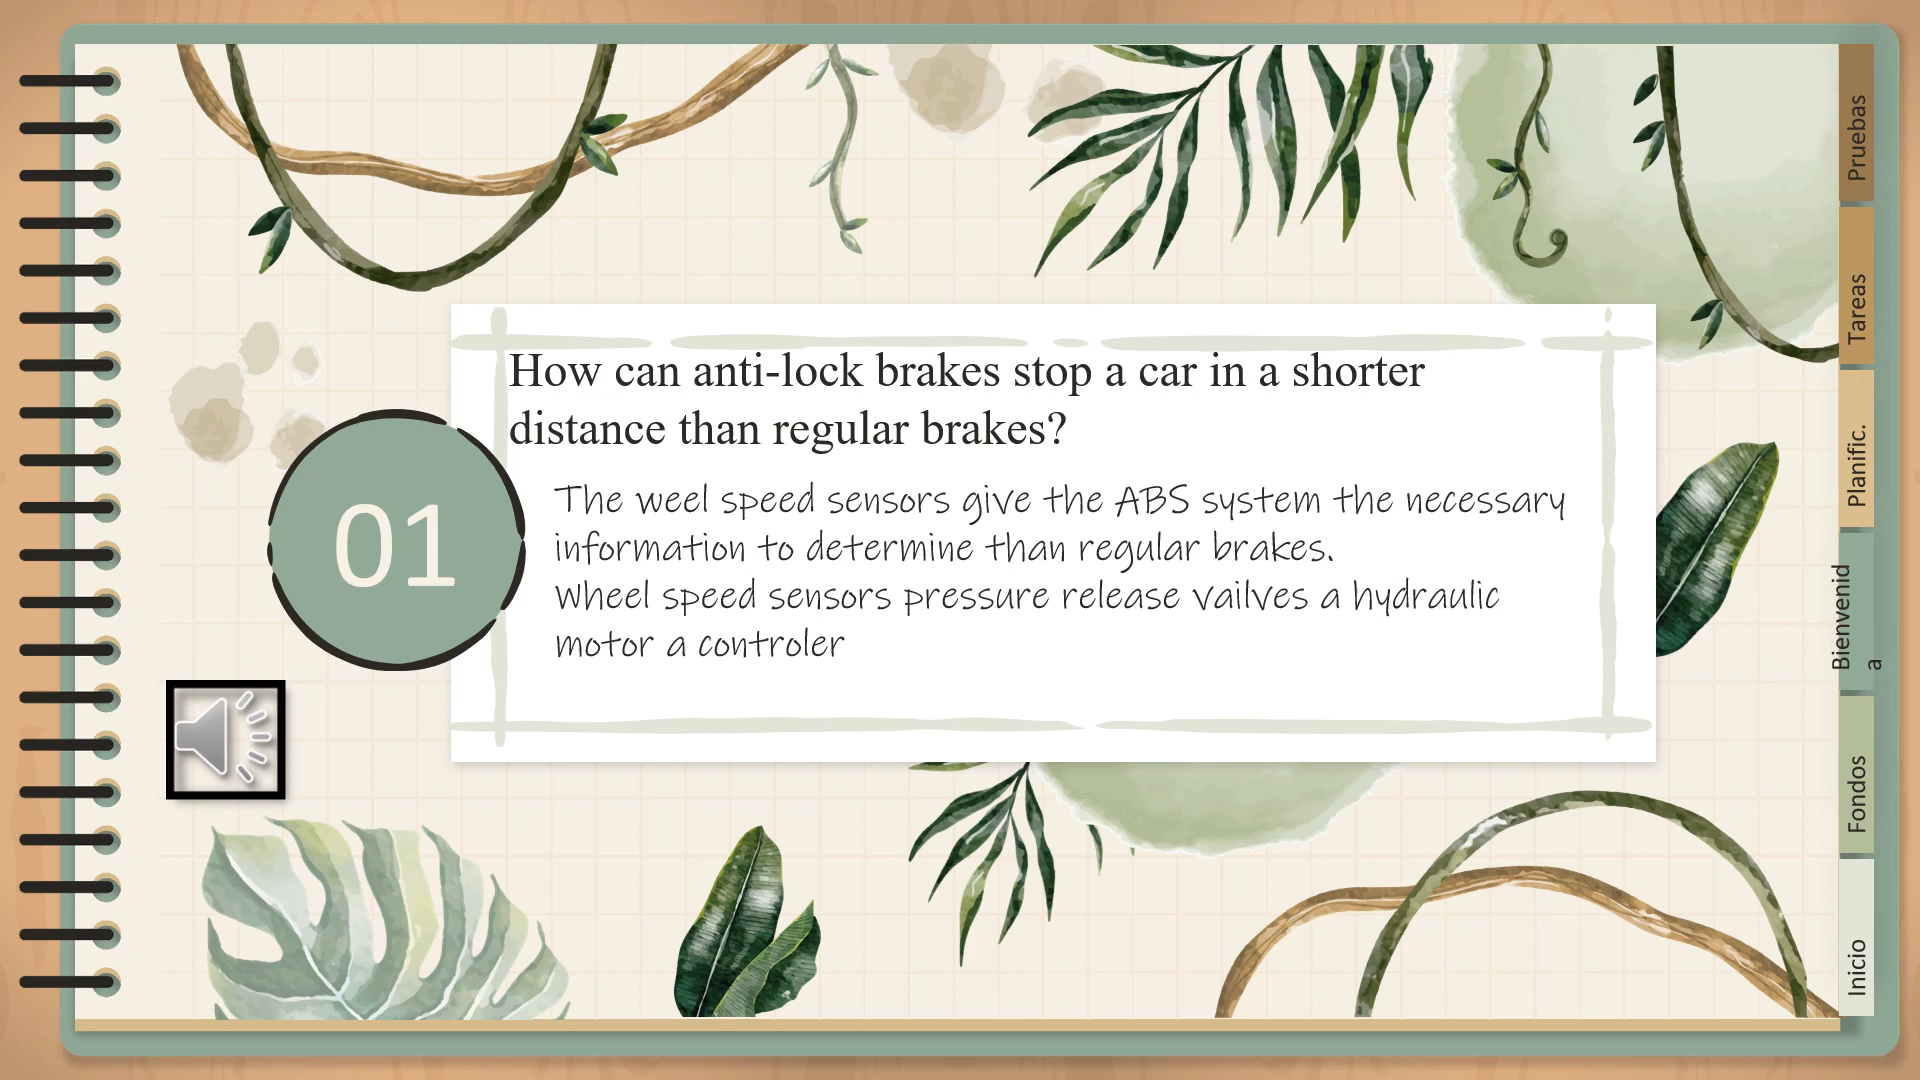 How can anti-lock brakes stop a car in a shorter
distance than regular brakes?
01
The weel speed sensors give the ABS system the necessary
information to determine than regular brakes.
Wheel speed sensors pressure release vailves a hydraulic
motor a controler
Pruebas
Tareas
Planific.
Bienvenid
a
Fondos
Inicio